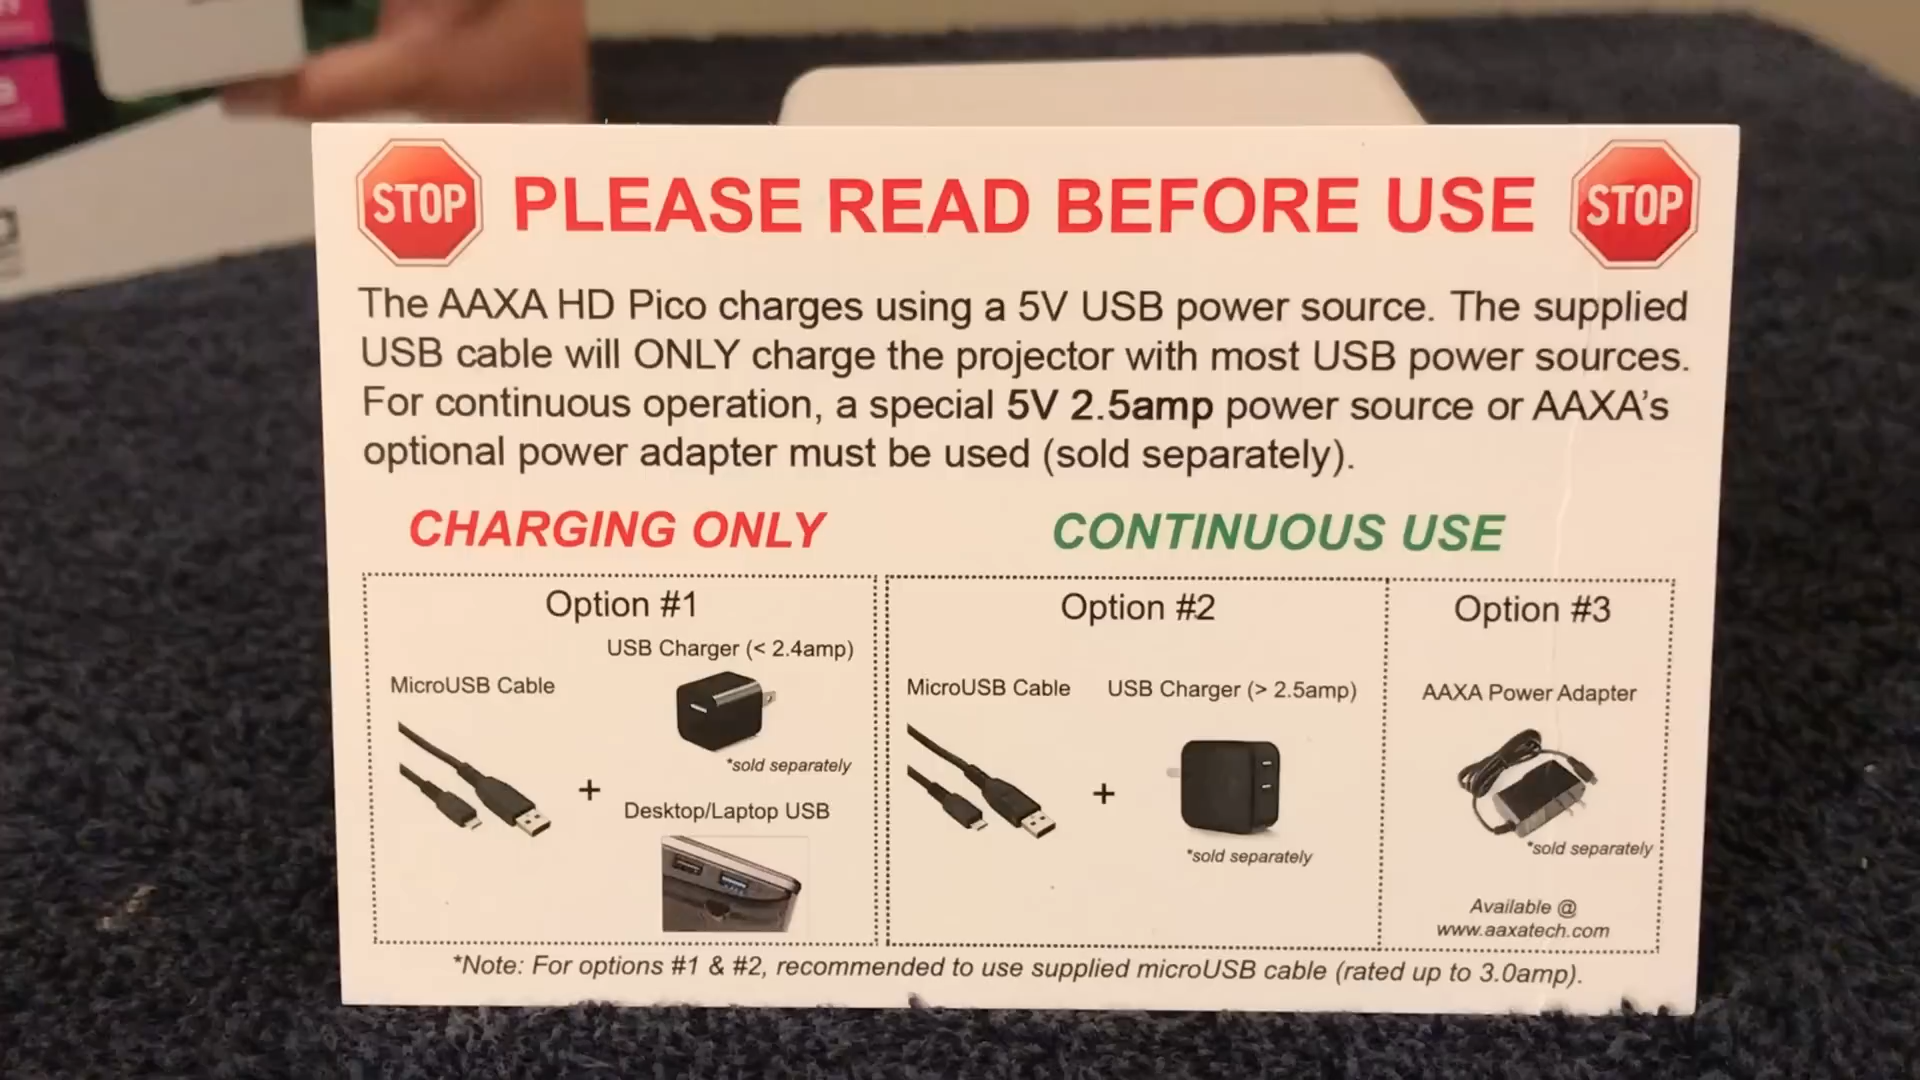 STOP PLEASE READ BEFORE USE STOP
The AAXA HD Pico charges using a 5V USB power source. The supplied
USB cable will ONLY charge the projector with most USB power sources.
For continuous operation, a special 5V 2.5amp power source or AAXA's
optional power adapter must be used (sold separately).
CHARGING ONLY
Option #1
USB Charger (< 2.4amp)
MicroUSB Cable
+
*sold separately
Desktop/Laptop USB
CONTINUOUS USE
Option #2
MicroUSB Cable
USB Charger (> 2.5amp)
+
*sold separately
Option #3
AAXA Power Adapter
*sold separately
Available @
www.aaxatech.com
*Note: For options #1 & #2, recommended to use supplied microUSB cable (rated up to 3.0amp).